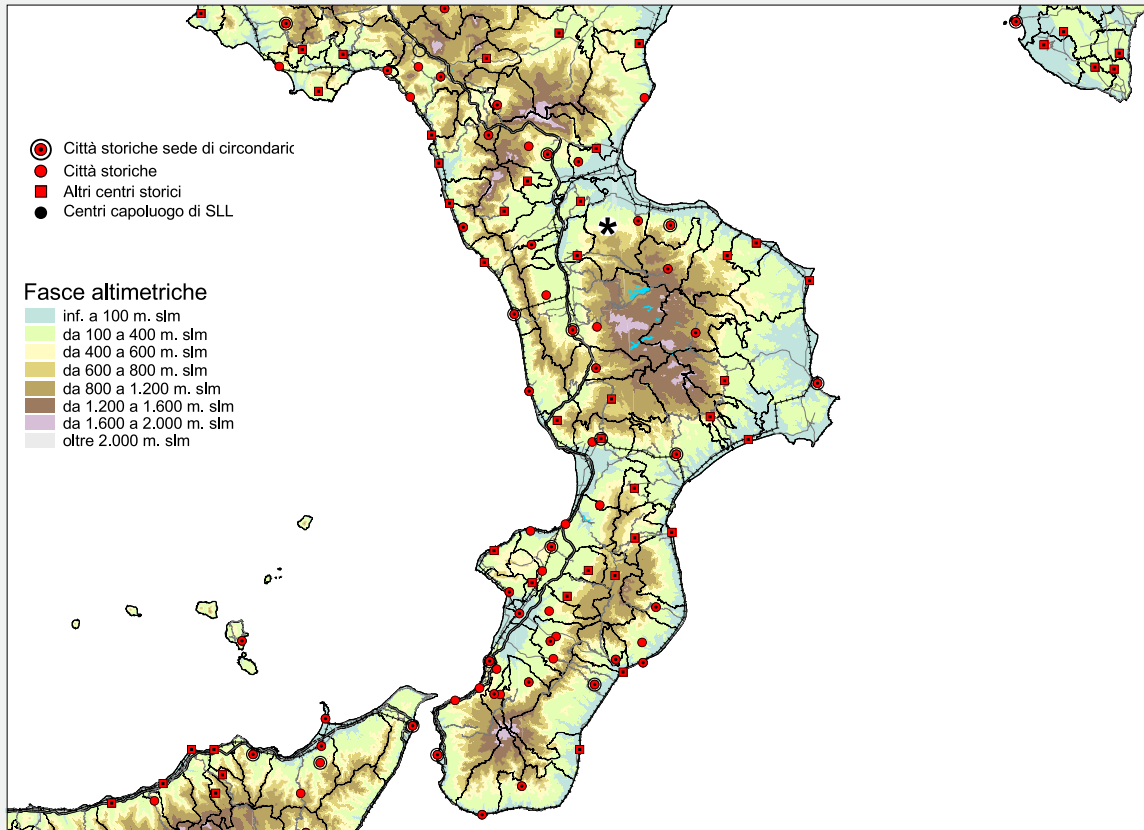 Città storiche sede di circondaric
Città storiche
Altri centri storici
Centri capoluogo di SLL
Fasce altimetriche
inf. a 100 m. slm
da 100 a 400 m. slm
da 400 a 600 m. slm
da 600 a 800 m. slm
da 800 a 1.200 m. slm
da 1.200 a 1.600 m. slm
da 1.600 a 2.000 m. slm
oltre 2.000 m. slm
*